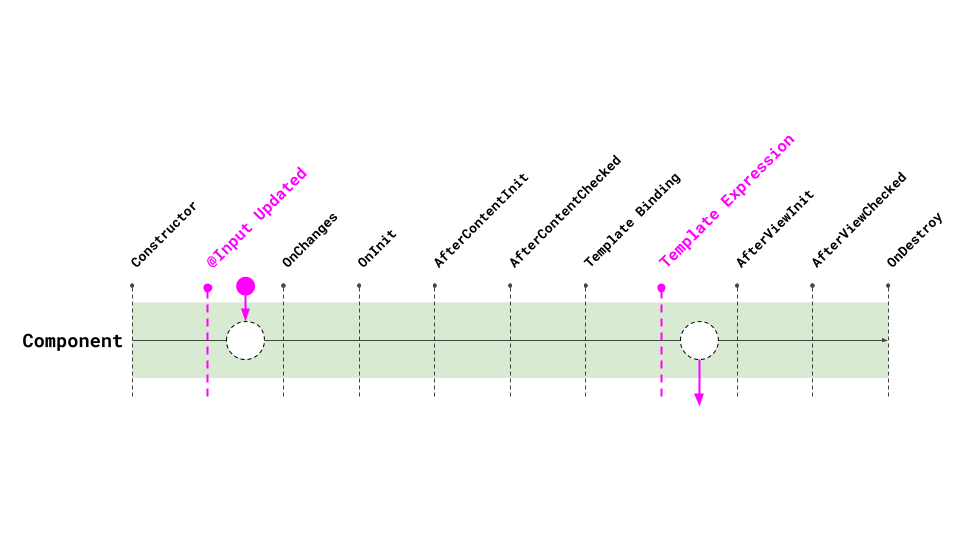 Constructor
@Input Updated
OnChanges
OnInit
AfterContentInit
AfterContentChecked
Template Binding
Template Expression
AfterViewInit
AfterViewChecked
OnDestroy
Component